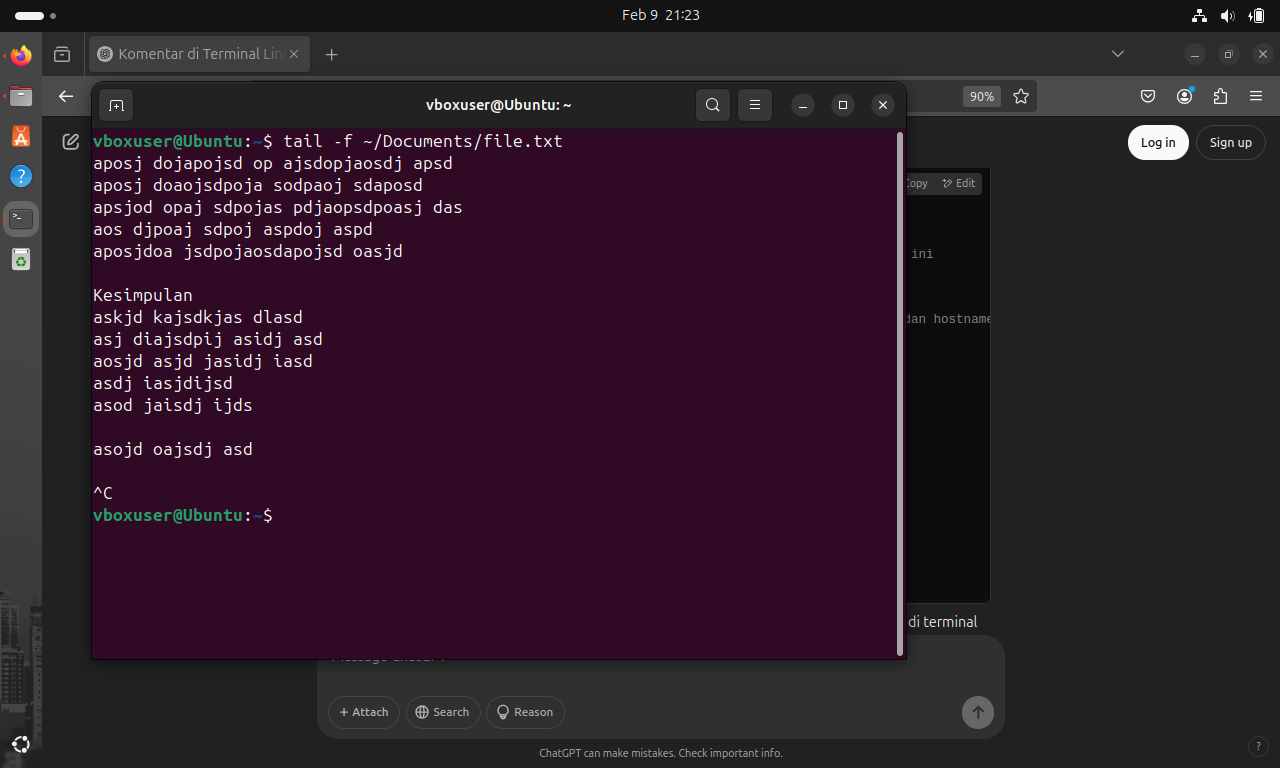 Feb 9 21:23
Komentar di Terminal Lin
90%
vboxuser@Ubuntu: ~
Log in
Sign up
vboxuser@Ubuntu:~$ tail -f ~/Documents/file.txt
aposj dojapojsd op ajsdopjaosdj apsd
aposj doaojsdpoja sodpaoj sdaposd
apsjod opaj sdpojas pdjaopsdpoasj das
aos djpoaj sdpoj aspdoj aspd
aposjdoa jsdpojaosdapojsd oasjd
Kesimpulan
askjd kajsdkjas dlasd
asj diajsdpij asidj asd
aosjd asjd jasidj iasd
asdj iasjdijsd
asod jaisdj ijds
asojd oajsdj asd
^C
vboxuser@Ubuntu:~$
Copy
Edit
ini
dan hostname
di terminal
+ Attach
Search
Reason
ChatGPT can make mistakes. Check important info.
?